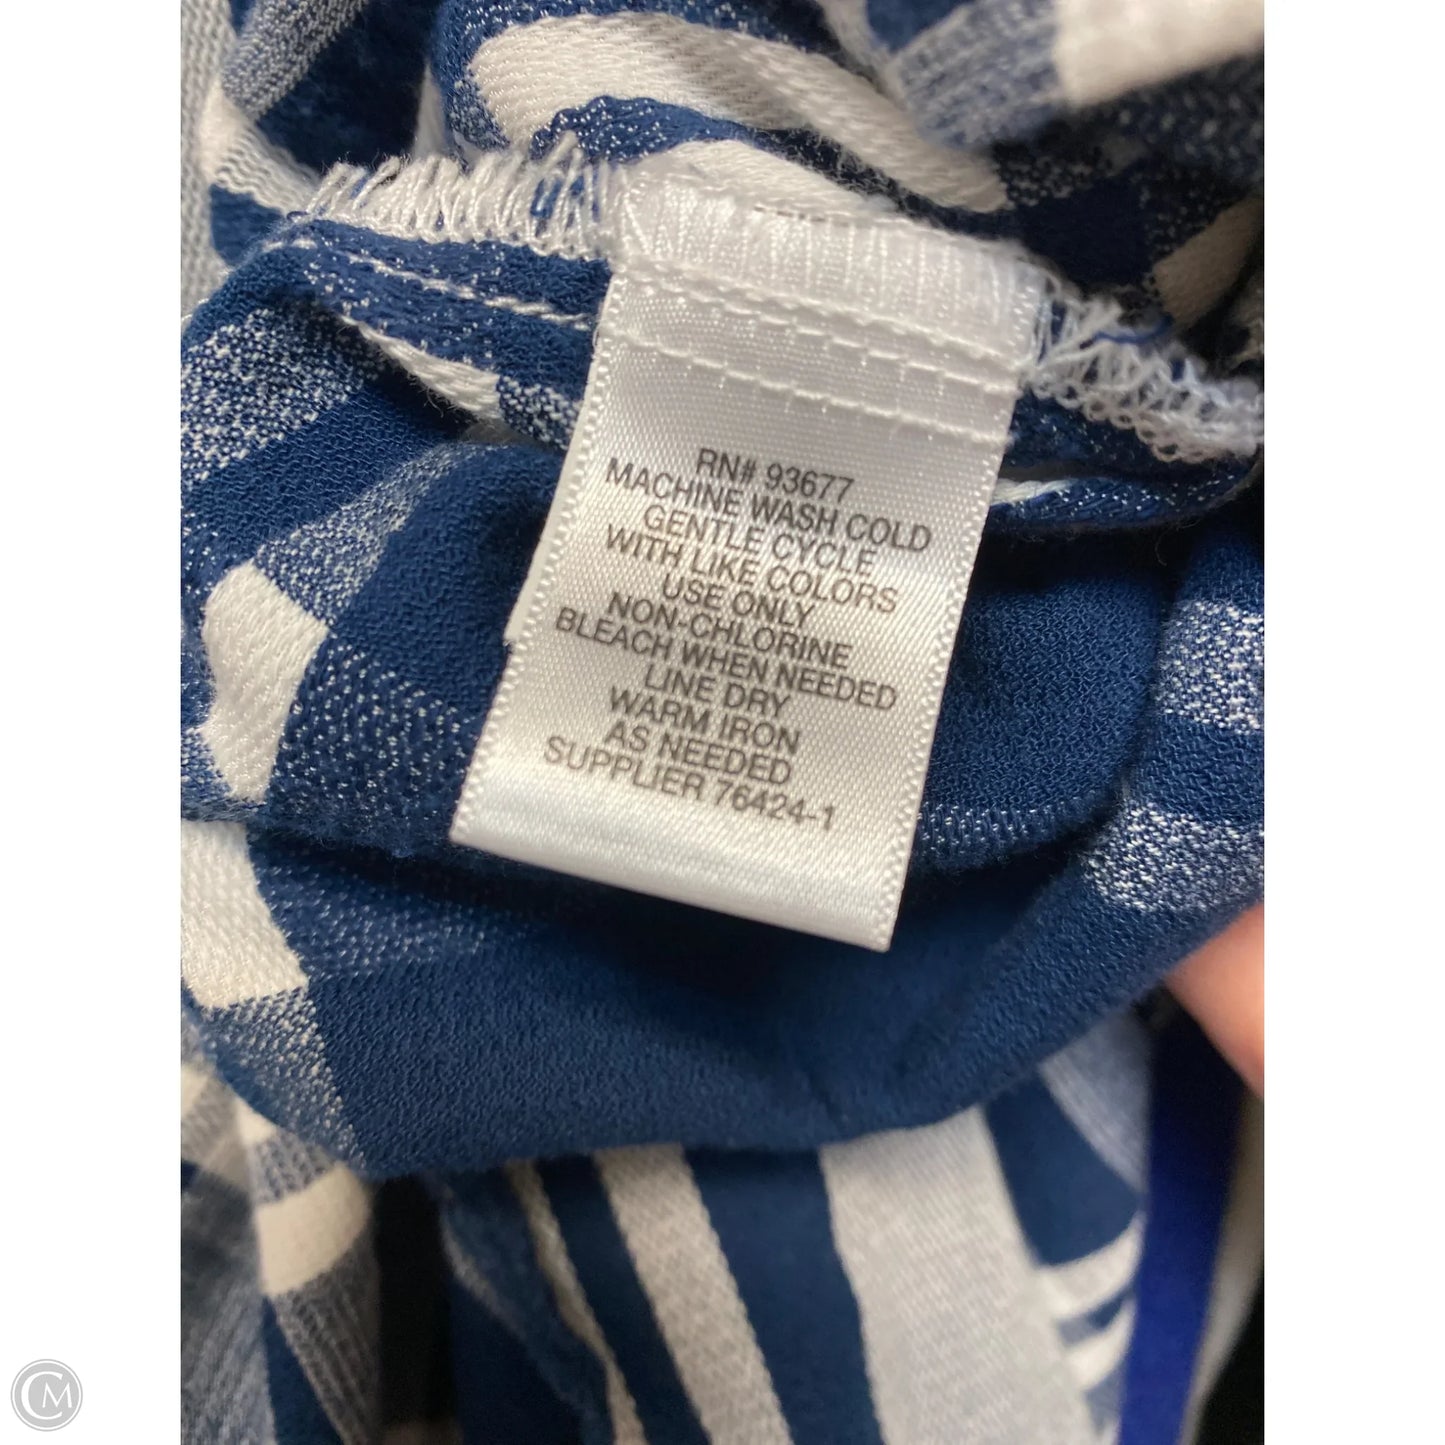 RN# 93677
MACHINE WASH COLD
GENTLE CYCLE
WITH LIKE COLORS
USE ONLY
NON-CHLORINE
BLEACH WHEN NEEDED
LINE DRY
WARM IRON
AS NEEDED
SUPPLIER 76424-1
CM